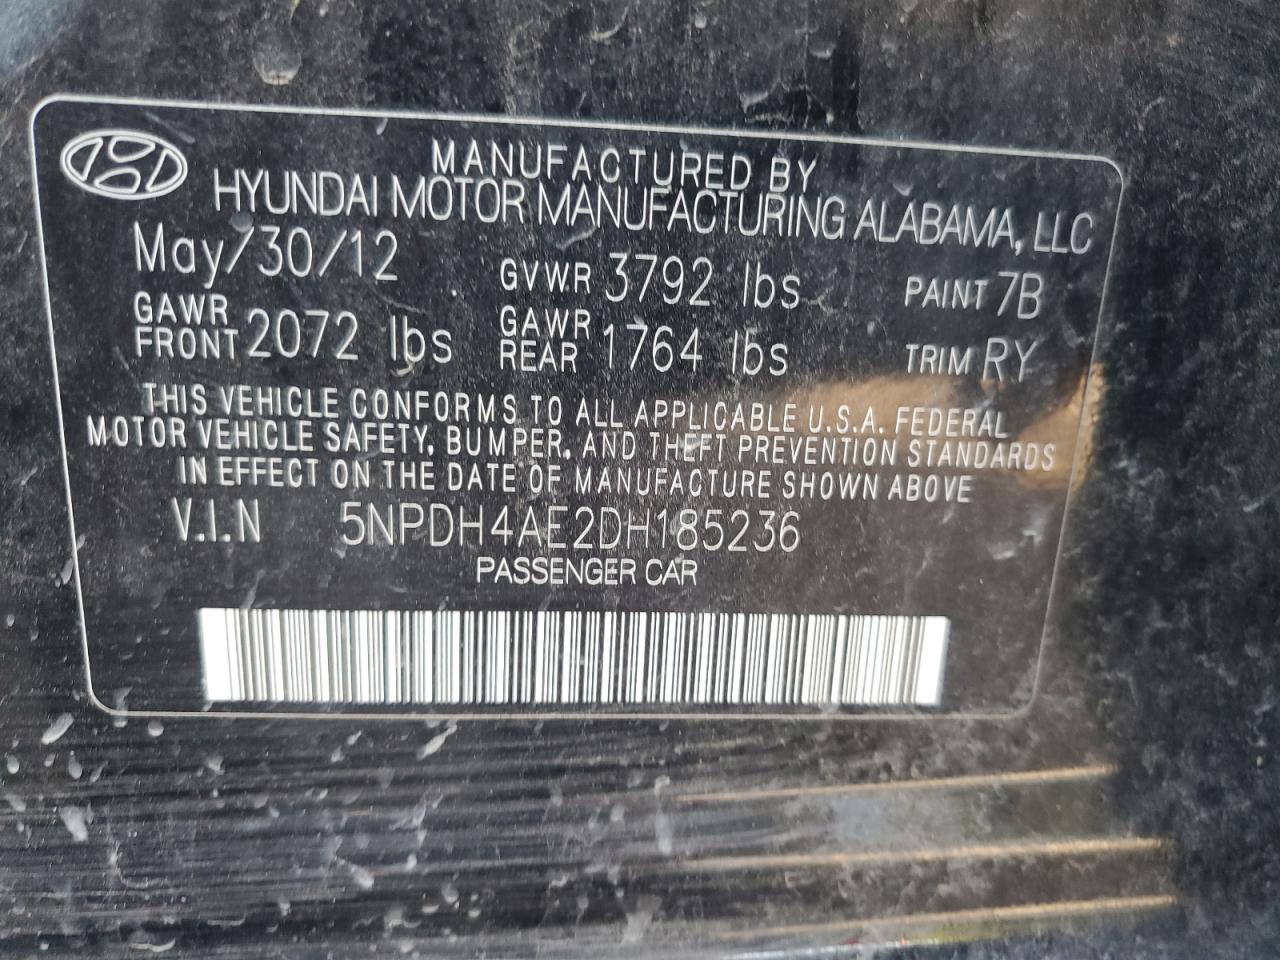 MANUFACTURED BY
HYUNDAI MOTOR MANUFACTURING ALABAMA, LLC
May/30/12 GVWR 3792 lbs PAINT 7B
GAWR FRONT 2072 lbs GAWR REAR 1764 lbs TRIM RY
THIS VEHICLE CONFORMS TO ALL APPLICABLE U.S.A. FEDERAL
MOTOR VEHICLE SAFETY, BUMPER, AND THEFT PREVENTION STANDARDS
IN EFFECT ON THE DATE OF MANUFACTURE SHOWN ABOVE
V.I.N 5NPDH4AE2DH185236
PASSENGER CAR